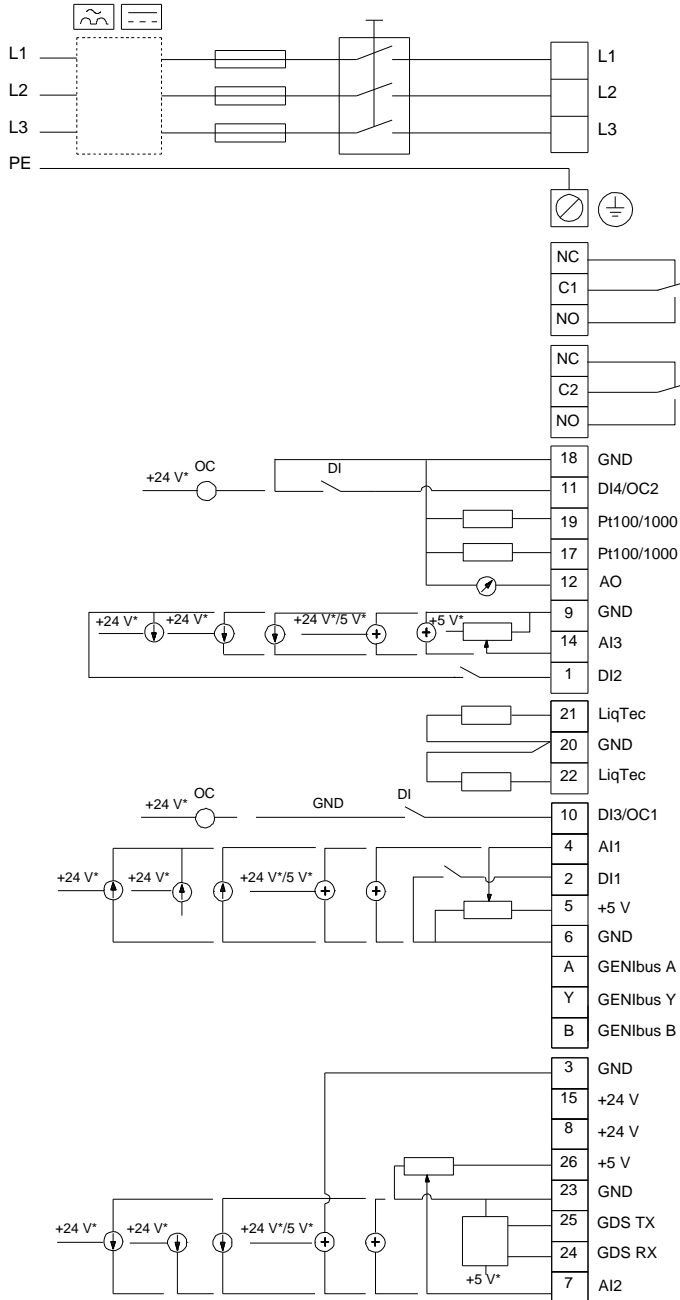 L1 L1
L2 L2
L3 L3
PE
NC
C1
NO
NC
C2
NO
18 GND
+24 V* OC DI 11 DI4/OC2
19 Pt100/1000
17 Pt100/1000
12 AO
9 GND
+24 V* +24 V* +24 V*/5 V* +5 V*
14 AI3
1 DI2
21 LiqTec
20 GND
22 LiqTec
+24 V* OC GND DI 10 DI3/OC1
4 AI1
+24 V* +24 V* +24 V*/5 V* 2 DI1
5 +5 V
6 GND
A GENIbus A
Y GENIbus Y
B GENIbus B
3 GND
15 +24 V
8 +24 V
26 +5 V
23 GND
+24 V* +24 V* +24 V*/5 V* 25 GDS TX
24 GDS RX
+5 V* 7 AI2